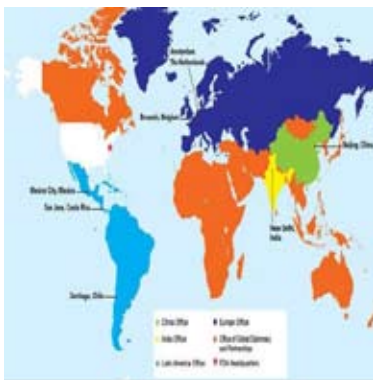 Amsterdam
The Netherlands
Brussels, Belgium
Beijing, China
Mexico City, Mexico
San Jose, Costa Rica
New Delhi,
India
Santiago, Chile
China Office
Europe Office
India Office
Office of Global Diplomacy
and Partnerships
Latin America Office
FDA Headquarters